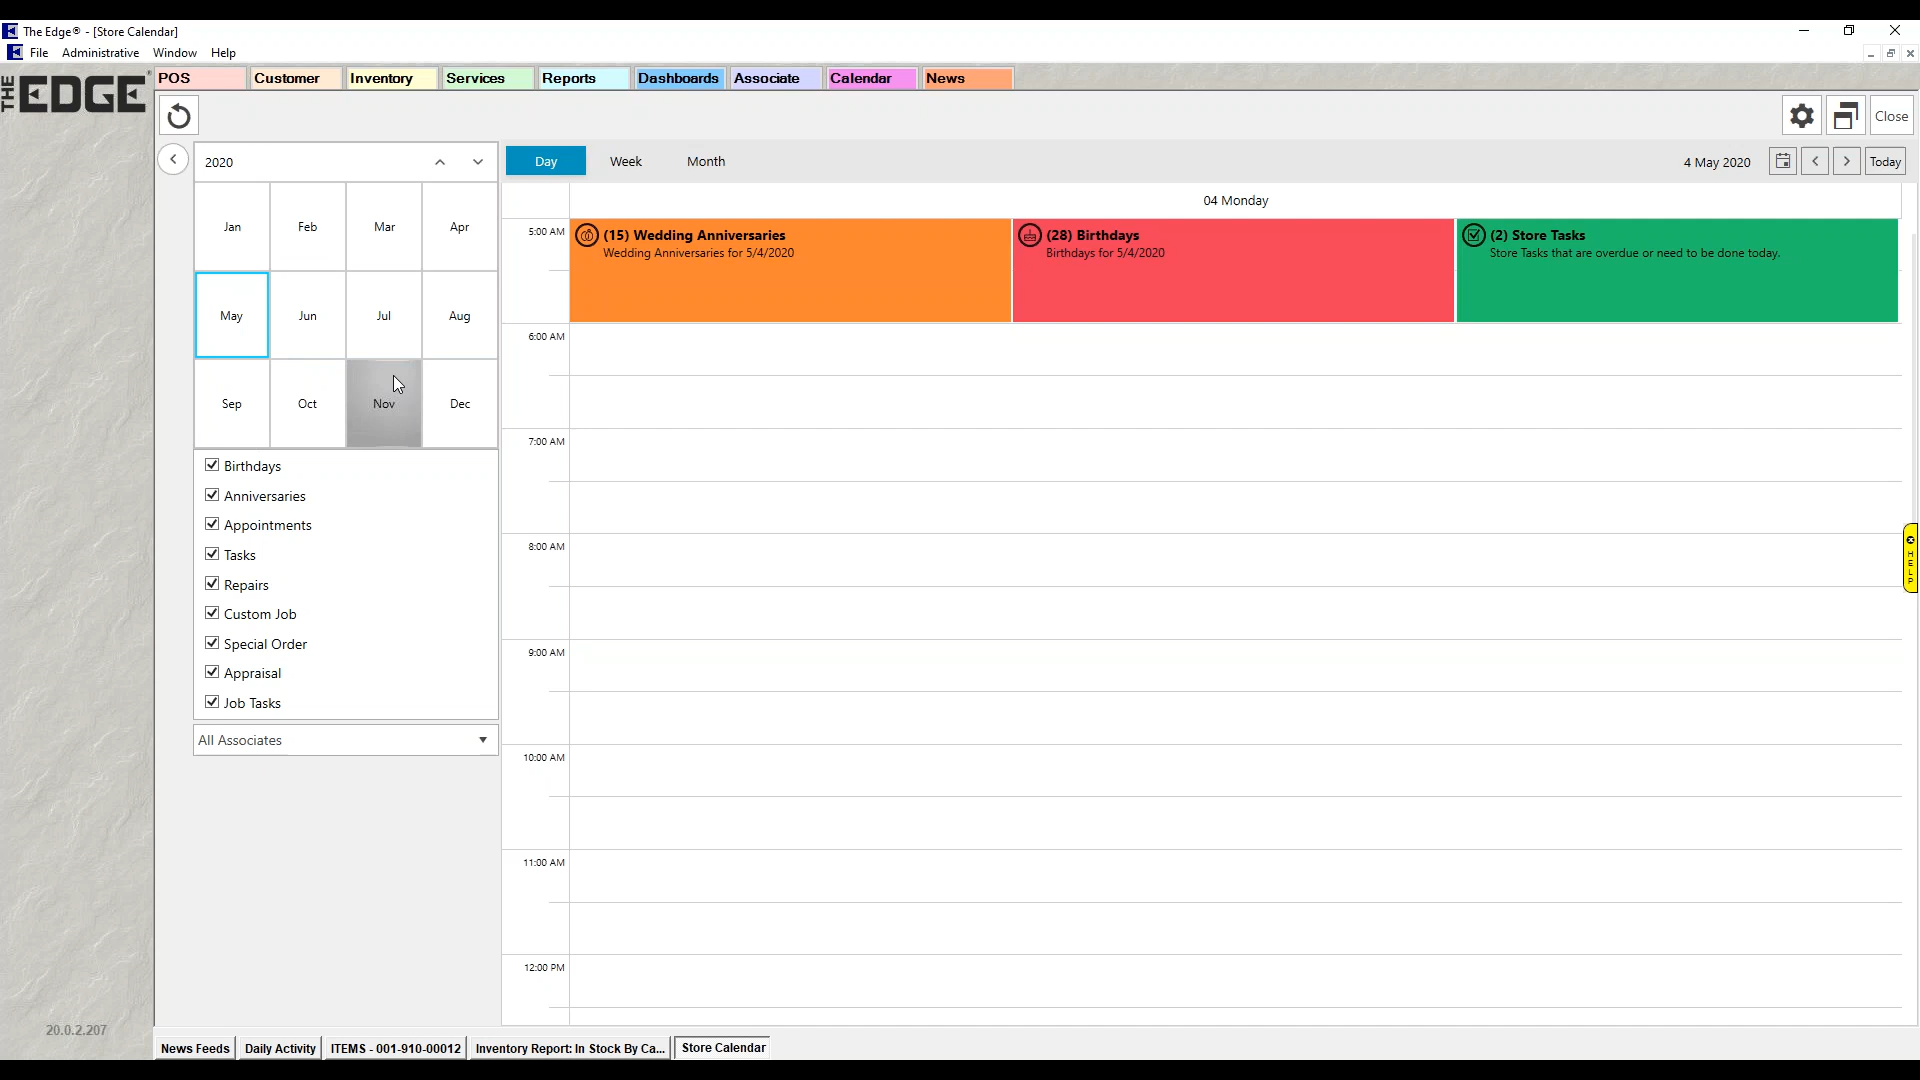 The Edge® - [Store Calendar]
File Administrative Window Help
THE EDGE®
POS Customer Inventory Services Reports Dashboards Associate Calendar News
Close
2020
Day Week Month
4 May 2020
Today
Jan Feb Mar Apr
May Jun Jul Aug
Sep Oct Nov Dec
Birthdays
Anniversaries
Appointments
Tasks
Repairs
Custom Job
Special Order
Appraisal
Job Tasks
All Associates
04 Monday
5:00 AM
(15) Wedding Anniversaries
Wedding Anniversaries for 5/4/2020
(28) Birthdays
Birthdays for 5/4/2020
(2) Store Tasks
Store Tasks that are overdue or need to be done today.
6:00 AM
7:00 AM
8:00 AM
9:00 AM
10:00 AM
11:00 AM
12:00 PM
HELP
20.0.2.207
News Feeds Daily Activity ITEMS - 001-910-00012 Inventory Report: In Stock By Ca... Store Calendar